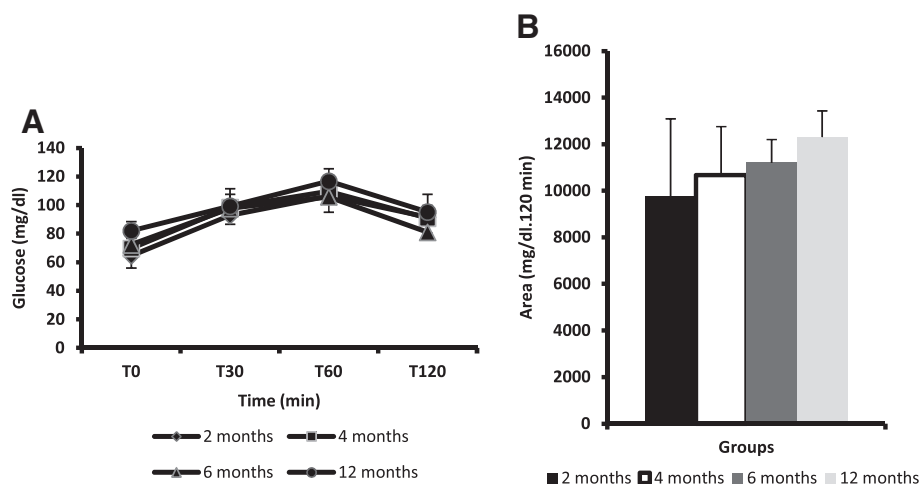 A
Glucose (mg/dl)
140
120
100
80
60
40
20
0
T0 T30 T60 T120
Time (min)
2 months 4 months
6 months 12 months
B
Area (mg/dl.120 min)
16000
14000
12000
10000
8000
6000
4000
2000
0
Groups
2 months 4 months 6 months 12 months